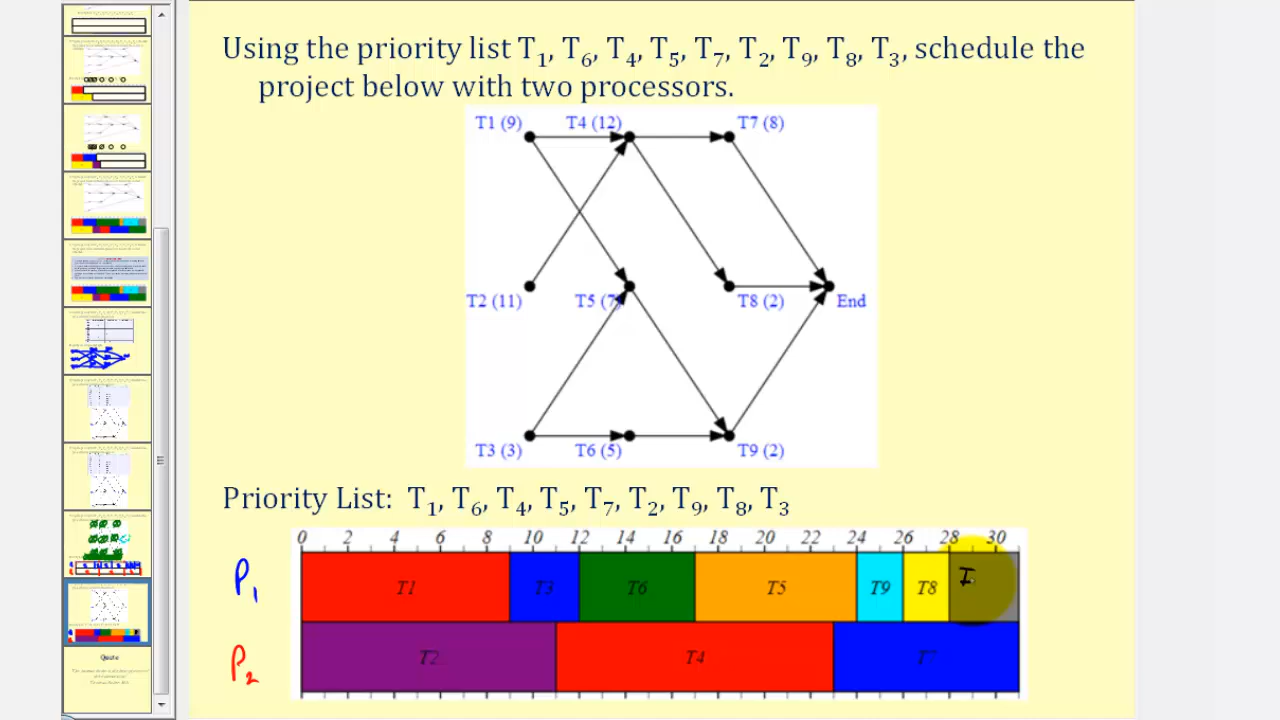 Using the priority list T₁, T₆, T₄, T₅, T₇, T₂, T₉, T₈, T₃, schedule the
project below with two processors.
T1 (9) T4 (12) T7 (8)
T2 (11) T5 (7) T8 (2) End
T3 (3) T6 (5) T9 (2)
Priority List: T₁, T₆, T₄, T₅, T₇, T₂, T₉, T₈, T₃
0 2 4 6 8 10 12 14 16 18 20 22 24 26 28 30
P₁ T1 T3 T6 T5 T9 T8 I
P₂ T2 T4 T7
Quote